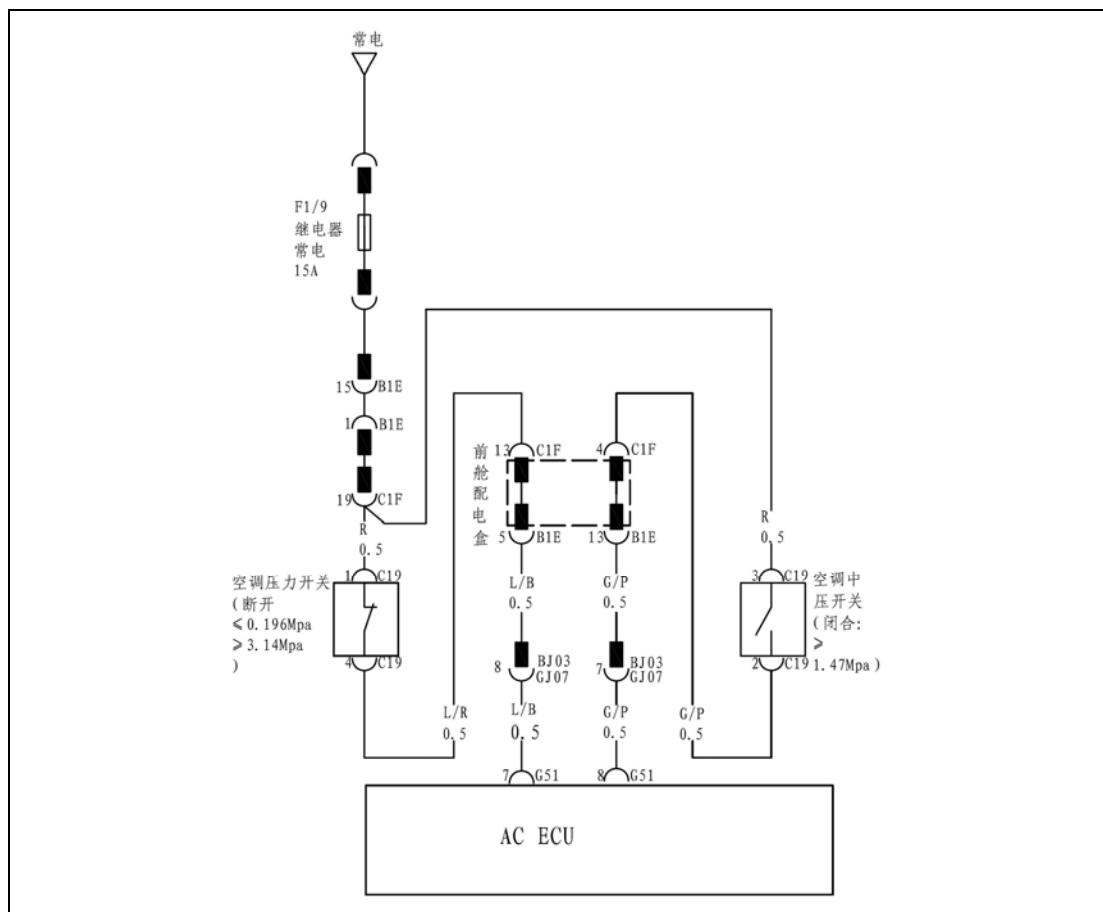 常电
F1/9
继电器
常电
15A
15 B1E
1 B1E
19 C1F
R
0.5
前舱配电盒
13 C1F
4 C1F
5 B1E
13 B1E
L/B
0.5
G/P
0.5
R
0.5
空调压力开关
(断开
≤0.196Mpa
≥3.14Mpa
)
1 C19
4 C19
3 C19
2 C19
空调中
压开关
(闭合:
≥
1.47Mpa)
8 BJ03
GJ07
7 BJ03
GJ07
L/R
0.5
L/B
0.5
G/P
0.5
G/P
0.5
7 G51
8 G51
AC ECU